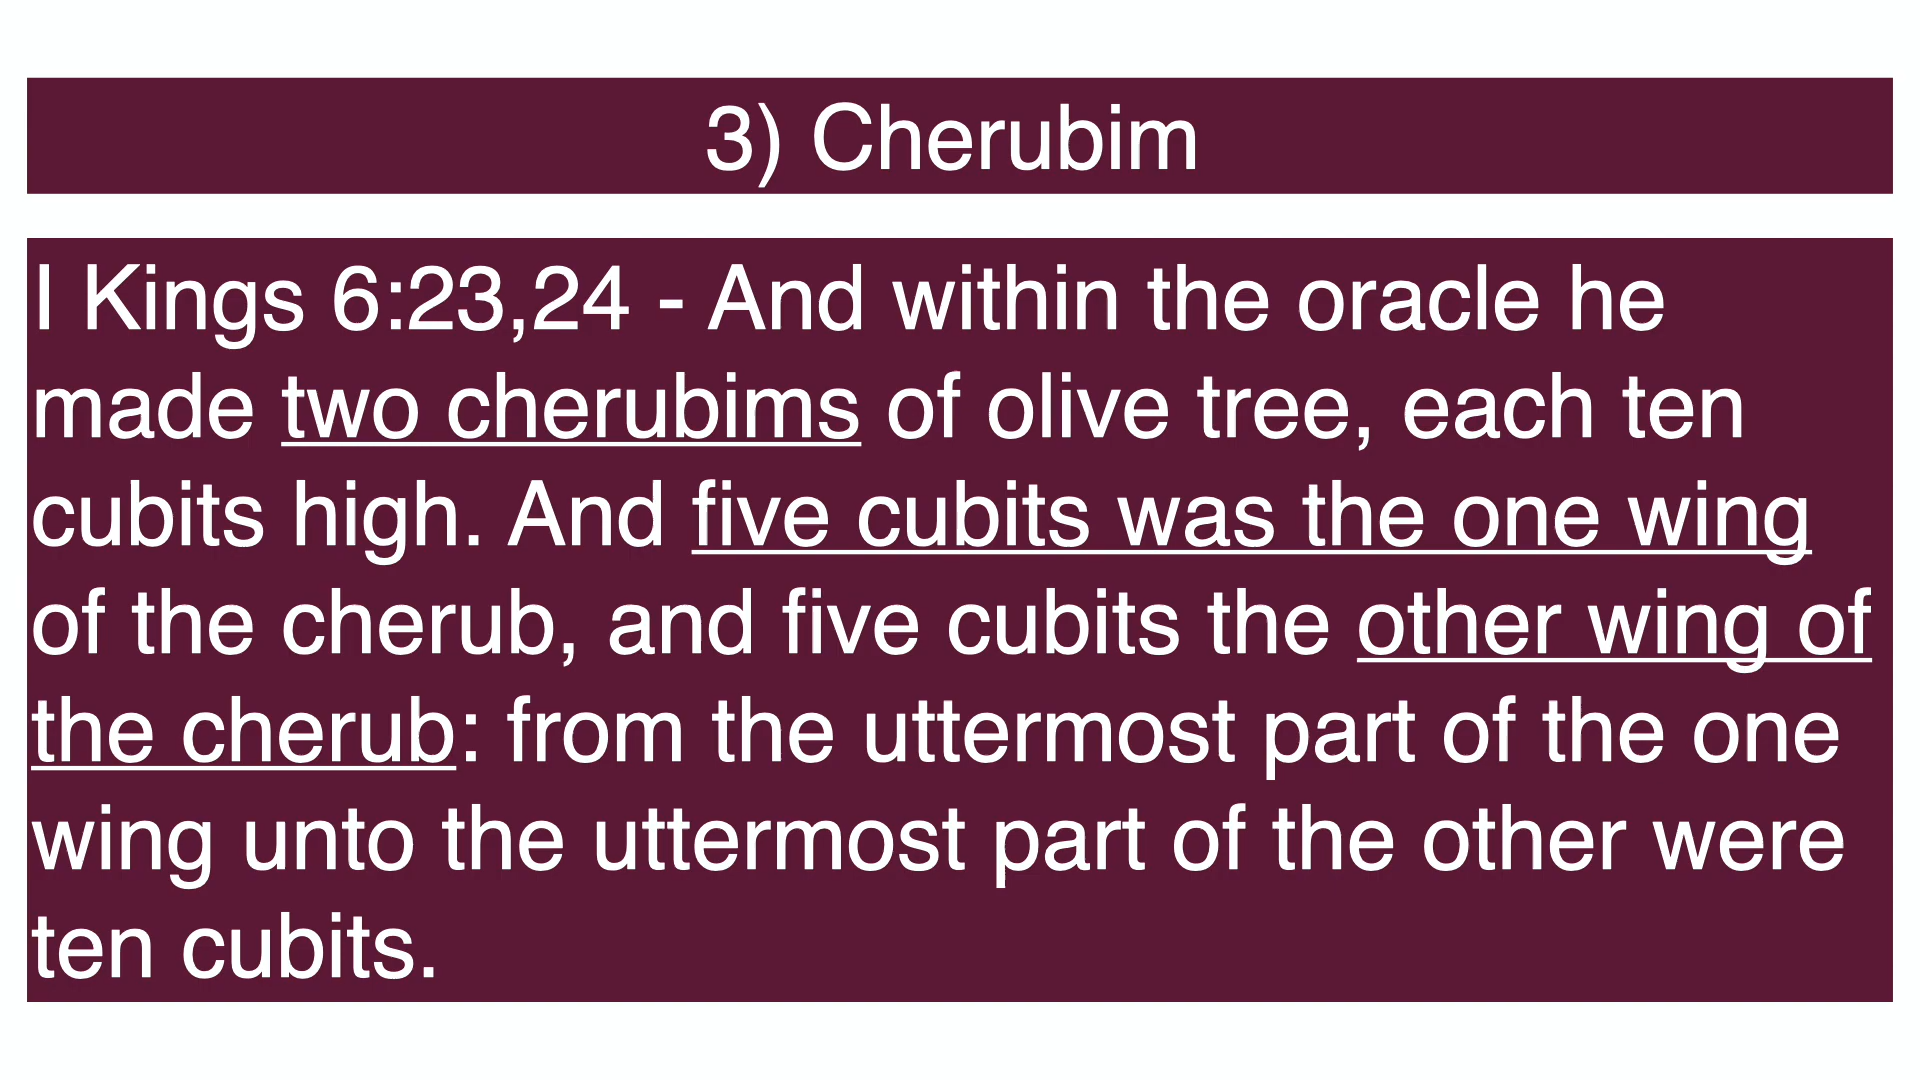 3) Cherubim
I Kings 6:23,24 - And within the oracle he
made two cherubims of olive tree, each ten
cubits high. And five cubits was the one wing
of the cherub, and five cubits the other wing of
the cherub: from the uttermost part of the one
wing unto the uttermost part of the other were
ten cubits.